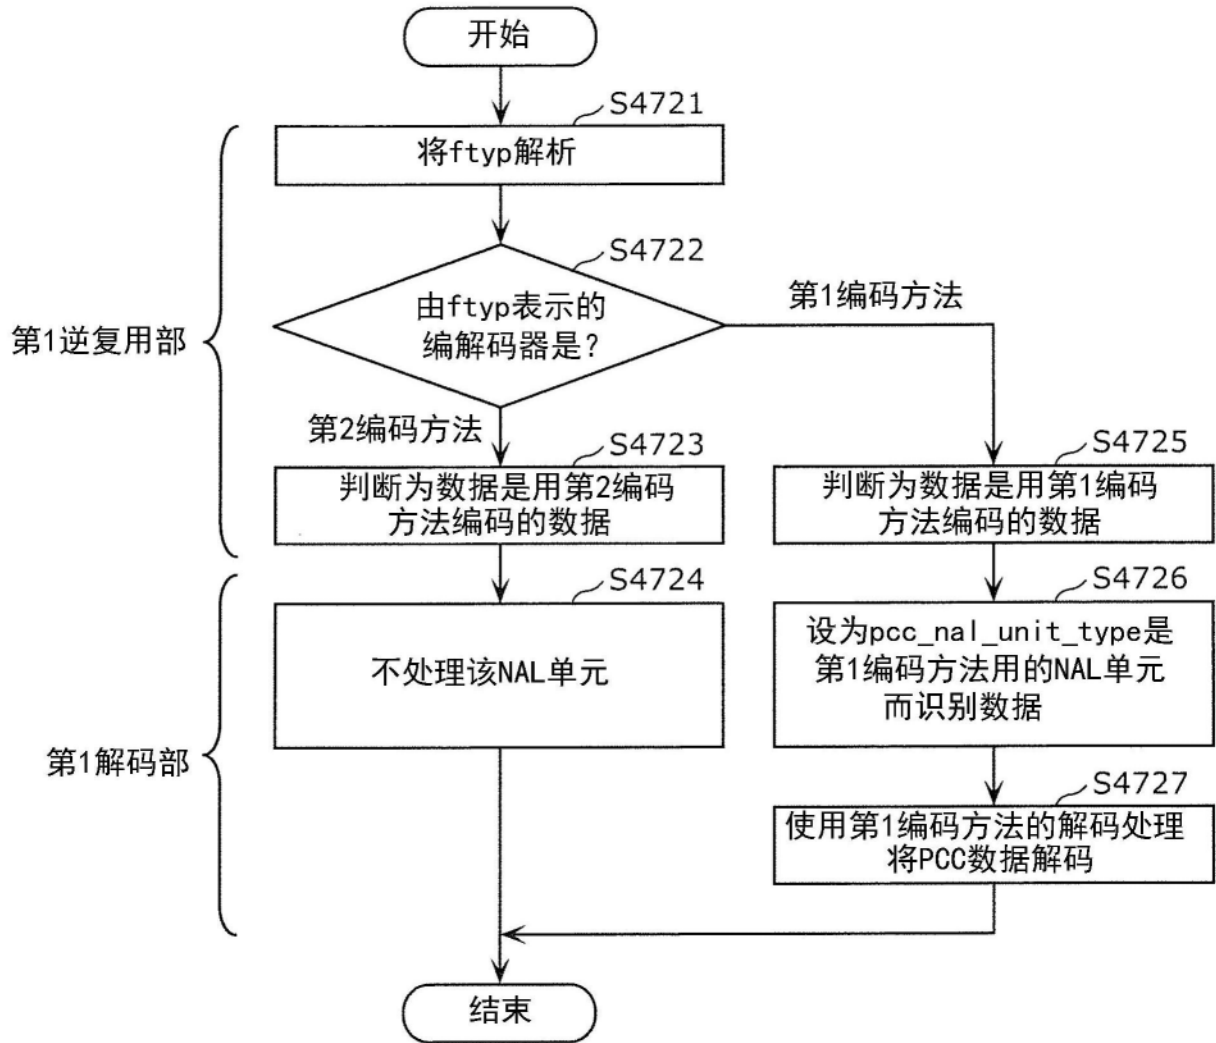 开始
S4721
将ftyp解析
S4722
由ftyp表示的
编解码器是?
第1编码方法
第1逆复用部
第2编码方法
S4723
判断为数据是用第2编码
方法编码的数据
S4725
判断为数据是用第1编码
方法编码的数据
S4724
不处理该NAL单元
S4726
设为pcc_nal_unit_type是
第1编码方法用的NAL单元
而识别数据
第1解码部
S4727
使用第1编码方法的解码处理
将PCC数据解码
结束